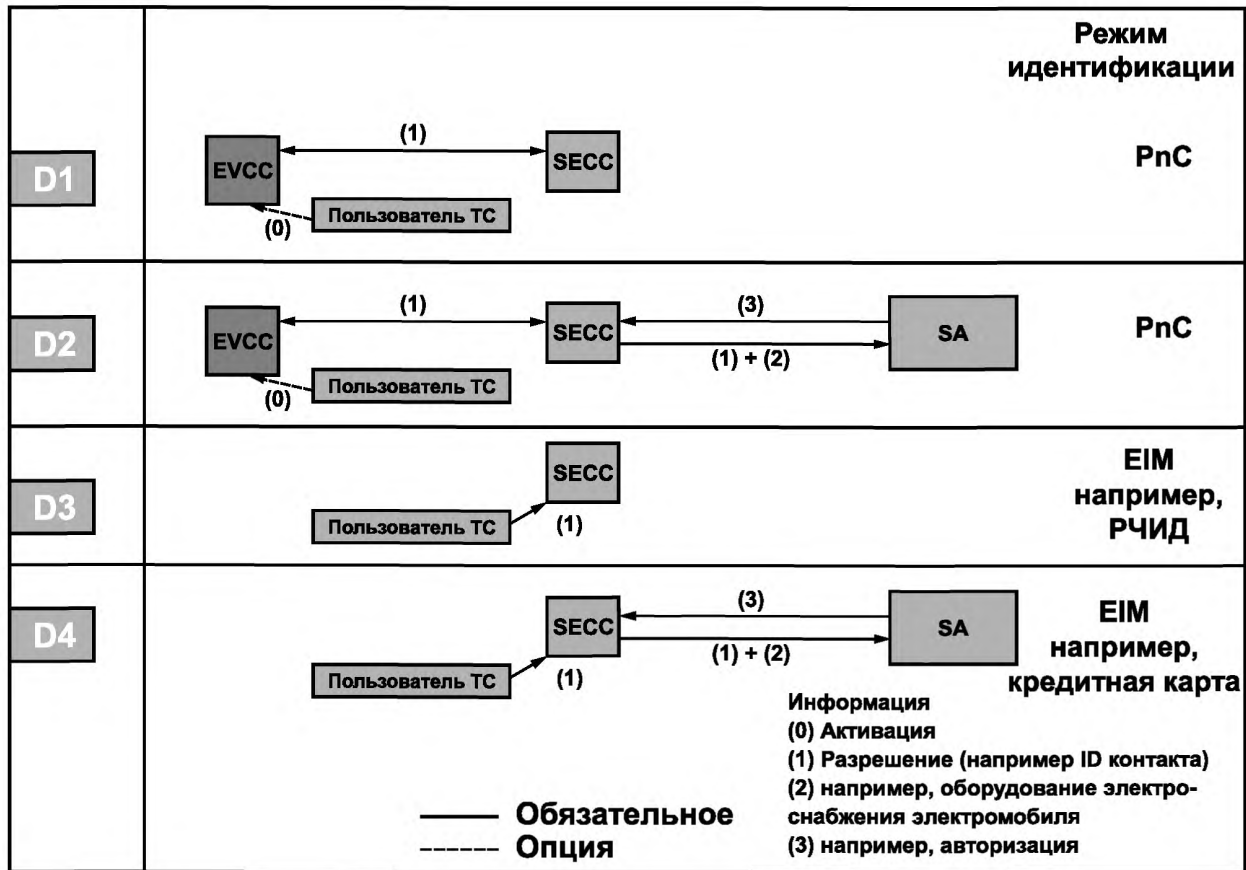 Режим
идентификации
D1
EVCC
(1)
SECC
PnC
Пользователь ТС
(0)
D2
EVCC
(1)
SECC
(3)
(1) + (2)
SA
PnC
Пользователь ТС
(0)
D3
SECC
Пользователь ТС
(1)
EIM
например,
РЧИД
D4
SECC
(3)
(1) + (2)
SA
Пользователь ТС
(1)
EIM
например,
кредитная карта
Информация
(0) Активация
(1) Разрешение (например ID контакта)
(2) например, оборудование электро-
снабжения электромобиля
(3) например, авторизация
Обязательное
Опция